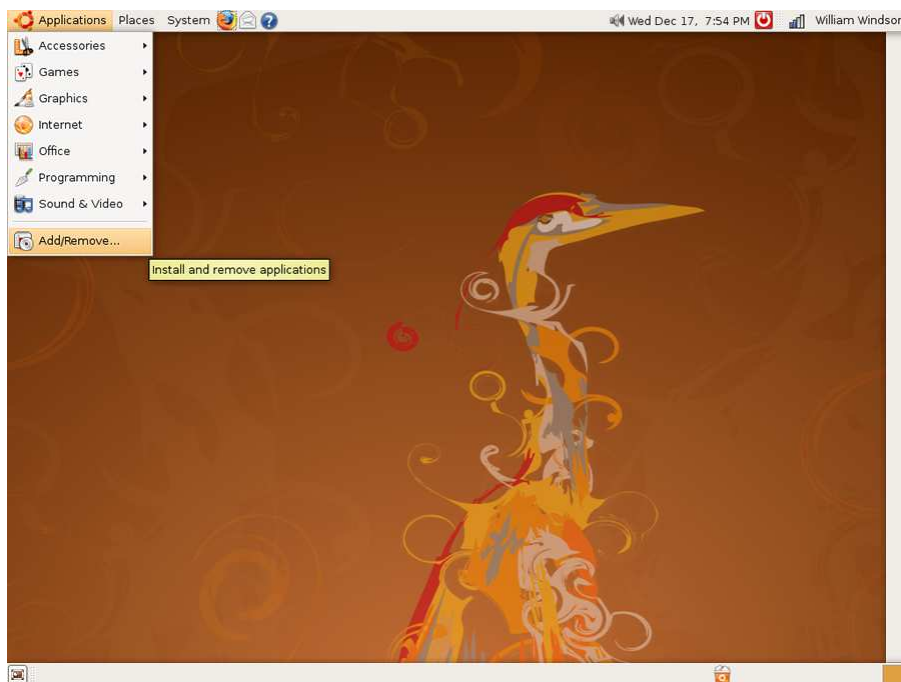 Applications Places System Wed Dec 17, 7:54 PM William Windsor
Accessories
Games
Graphics
Internet
Office
Programming
Sound & Video
Add/Remove...
Install and remove applications